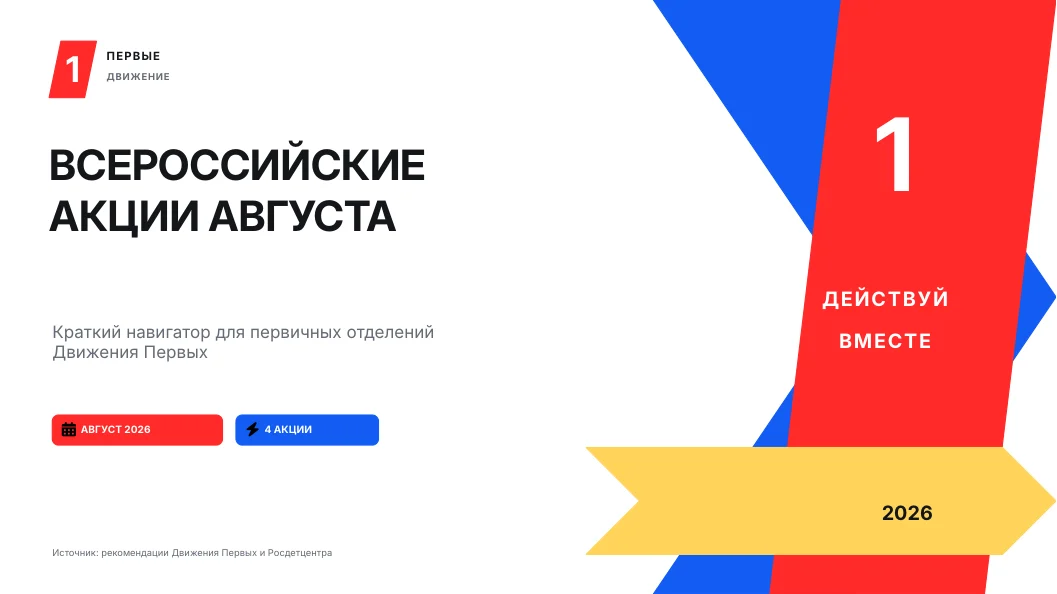 1
ПЕРВЫЕ
ДВИЖЕНИЕ
ВСЕРОССИЙСКИЕ
АКЦИИ АВГУСТА
Краткий навигатор для первичных отделений
Движения Первых
АВГУСТ 2026
4 АКЦИИ
Источник: рекомендации Движения Первых и Росдетцентра
1
ДЕЙСТВУЙ
ВМЕСТЕ
2026